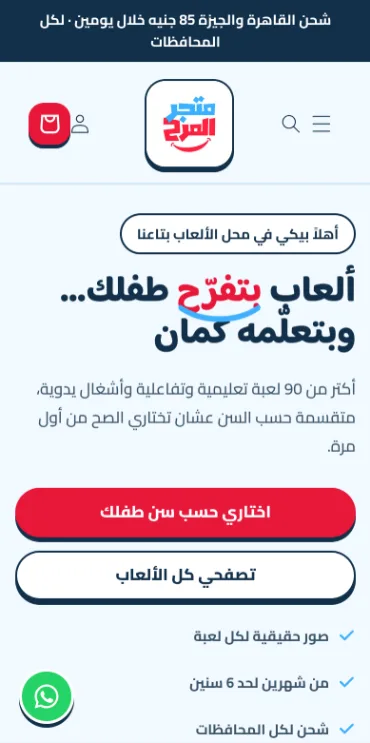 شحن القاهرة والجيزة 85 جنيه خلال يومين · لكل
المحافظات
متجر
المرح
أهلاً بيكي في محل الألعاب بتاعنا
ألعاب بتفرّح طفلك...
وبتعلّمه كمان
أكتر من 90 لعبة تعليمية وتفاعلية وأشغال يدوية،
متقسمة حسب السن عشان تختاري الصح من أول
مرة.
اختاري حسب سن طفلك
تصفحي كل الألعاب
صور حقيقية لكل لعبة
من شهرين لحد 6 سنين
شحن لكل المحافظات